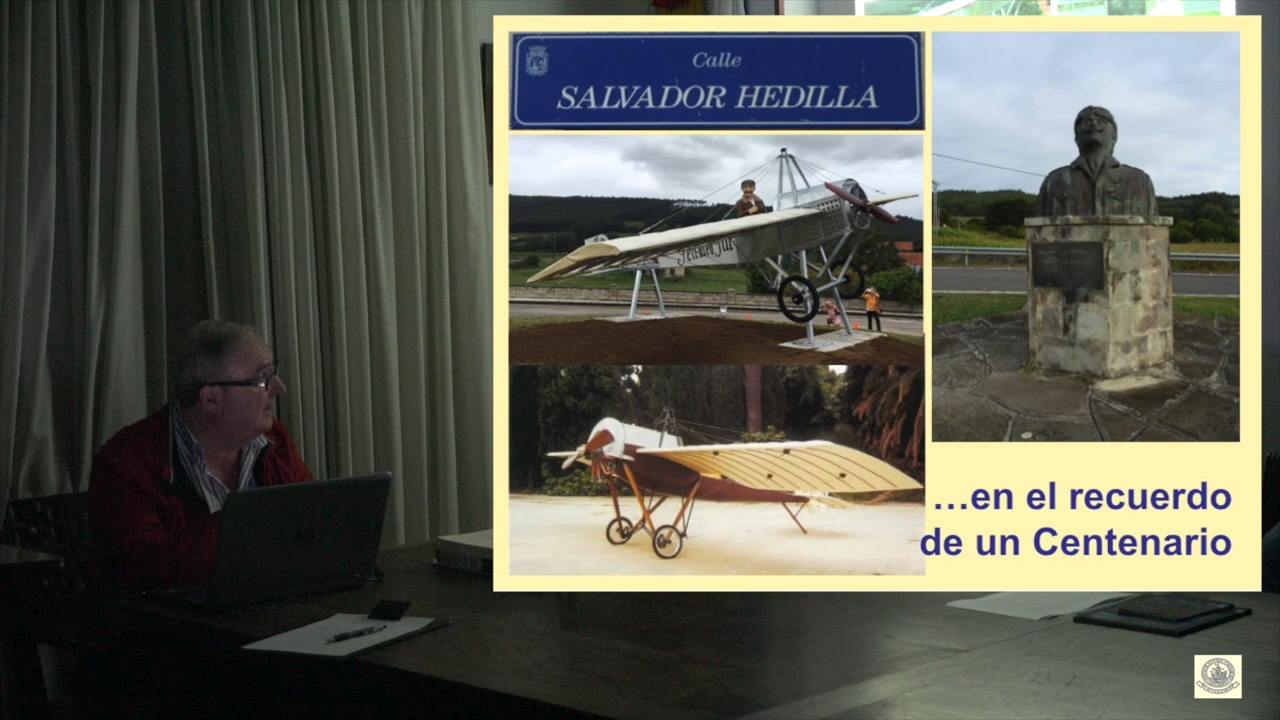 Calle
SALVADOR HEDILLA
...en el recuerdo
de un Centenario